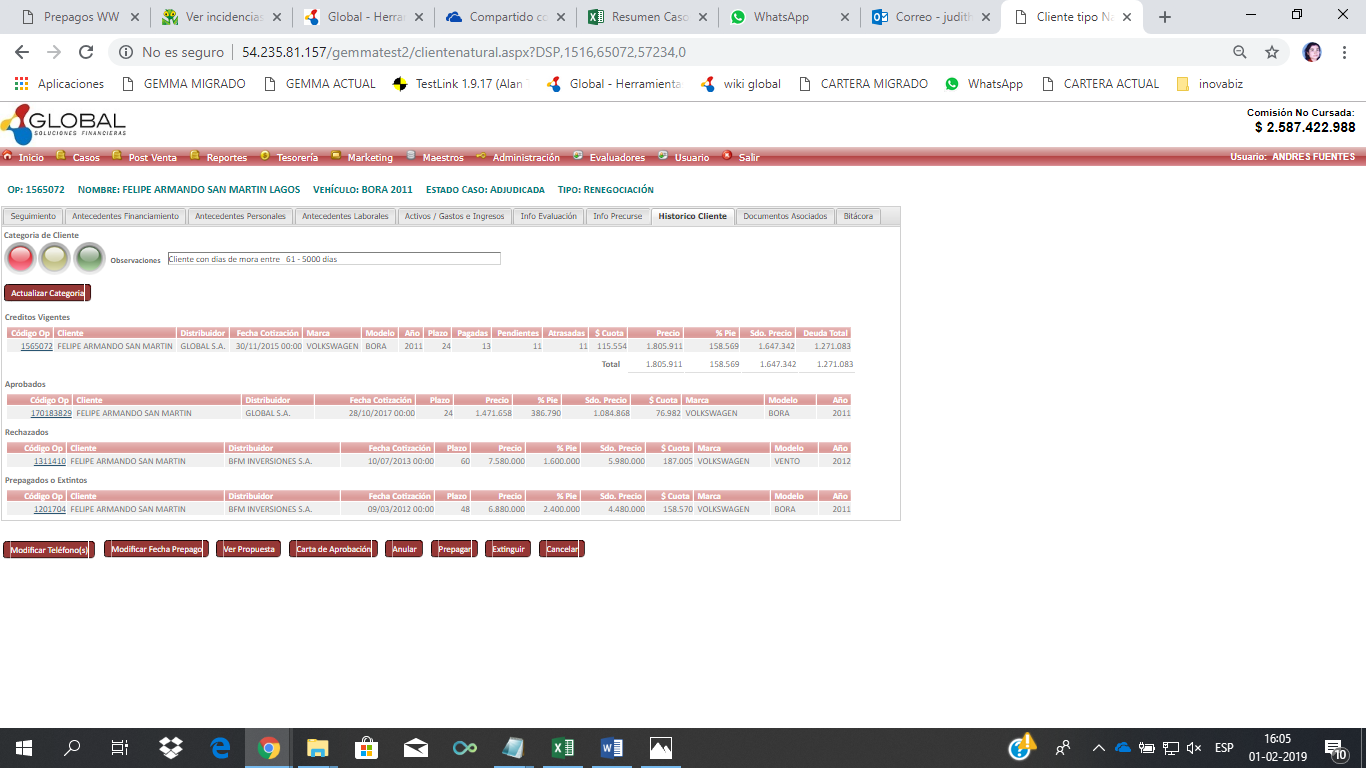 Prepagos WW
Ver incidencias
Global - Herra
Compartido co
Resumen Caso
WhatsApp
Correo - judith
Cliente tipo Na
No es seguro | 54.235.81.157/gemmatest2/clientenatural.aspx?DSP,1516,65072,57234,0
Aplicaciones GEMMA MIGRADO GEMMA ACTUAL TestLink 1.9.17 (Alan Global - Herramienta wiki global CARTERA MIGRADO WhatsApp CARTERA ACTUAL inovabiz
GLOBAL
SOLUCIONES FINANCIERAS
Comisión No Cursada:
$ 2.587.422.988
Inicio Casos Post Venta Reportes Tesorería Marketing Maestros Administración Evaluadores Usuario Salir Usuario: ANDRES FUENTES
Op: 1565072 Nombre: FELIPE ARMANDO SAN MARTIN LAGOS Vehículo: BORA 2011 Estado Caso: Adjudicada Tipo: Renegociación
Seguimiento Antecedentes Financiamiento Antecedentes Personales Antecedentes Laborales Activos / Gastos e Ingresos Info Evaluación Info Precurse Historico Cliente Documentos Asociados Bitácora
Categoria de Cliente
Observaciones Cliente con dias de mora entre 61 - 5000 dias
Actualizar Categoria
Creditos Vigentes
Código Op Cliente Distribuidor Fecha Cotización Marca Modelo Año Plazo Pagadas Pendientes Atrasadas $ Cuota Precio % Pie Sdo. Precio Deuda Total
1565072 FELIPE ARMANDO SAN MARTIN GLOBAL S.A. 30/11/2015 00:00 VOLKSWAGEN BORA 2011 24 13 11 11 115.554 1.805.911 158.569 1.647.342 1.271.083
Total 1.805.911 158.569 1.647.342 1.271.083
Aprobados
Código Op Cliente Distribuidor Fecha Cotización Plazo Precio % Pie Sdo. Precio $ Cuota Marca Modelo Año
170183829 FELIPE ARMANDO SAN MARTIN GLOBAL S.A. 28/10/2017 00:00 24 1.471.658 386.790 1.084.868 76.982 VOLKSWAGEN BORA 2011
Rechazados
Código Op Cliente Distribuidor Fecha Cotización Plazo Precio % Pie Sdo. Precio $ Cuota Marca Modelo Año
1311410 FELIPE ARMANDO SAN MARTIN BFM INVERSIONES S.A. 10/07/2013 00:00 60 7.580.000 1.600.000 5.980.000 187.005 VOLKSWAGEN VENTO 2012
Prepagados o Extintos
Código Op Cliente Distribuidor Fecha Cotización Plazo Precio % Pie Sdo. Precio $ Cuota Marca Modelo Año
1201704 FELIPE ARMANDO SAN MARTIN BFM INVERSIONES S.A. 09/03/2012 00:00 48 6.880.000 2.400.000 4.480.000 158.570 VOLKSWAGEN BORA 2011
Modificar Teléfono(s) Modificar Fecha Prepago Ver Propuesta Carta de Aprobación Anular Prepagar Extinguir Cancelar
ESP
16:05
01-02-2019
10